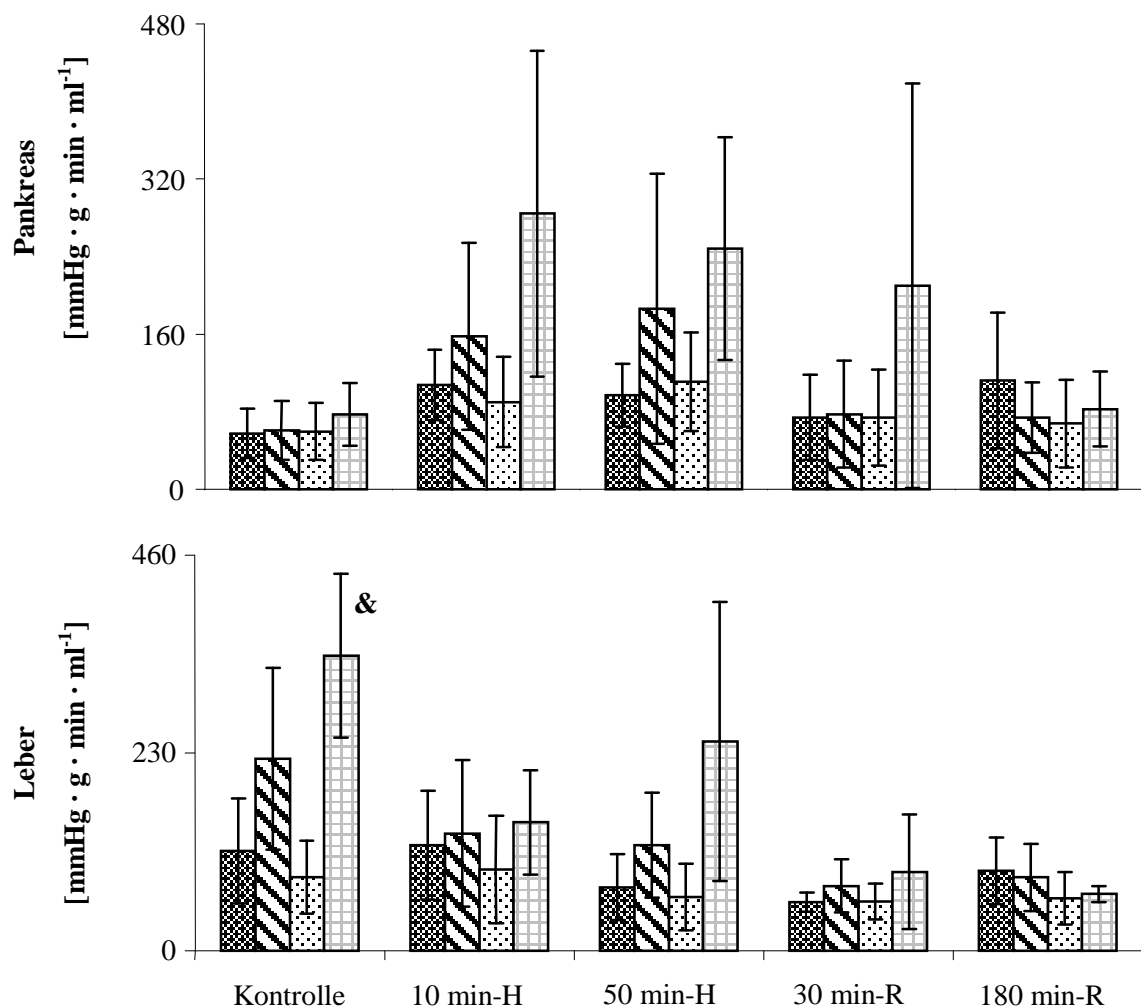 480
320
160
0
Pankreas
[mmHg · g · min · ml⁻¹]
460
230
0
Leber
[mmHg · g · min · ml⁻¹]
&
Kontrolle 10 min-H 50 min-H 30 min-R 180 min-R